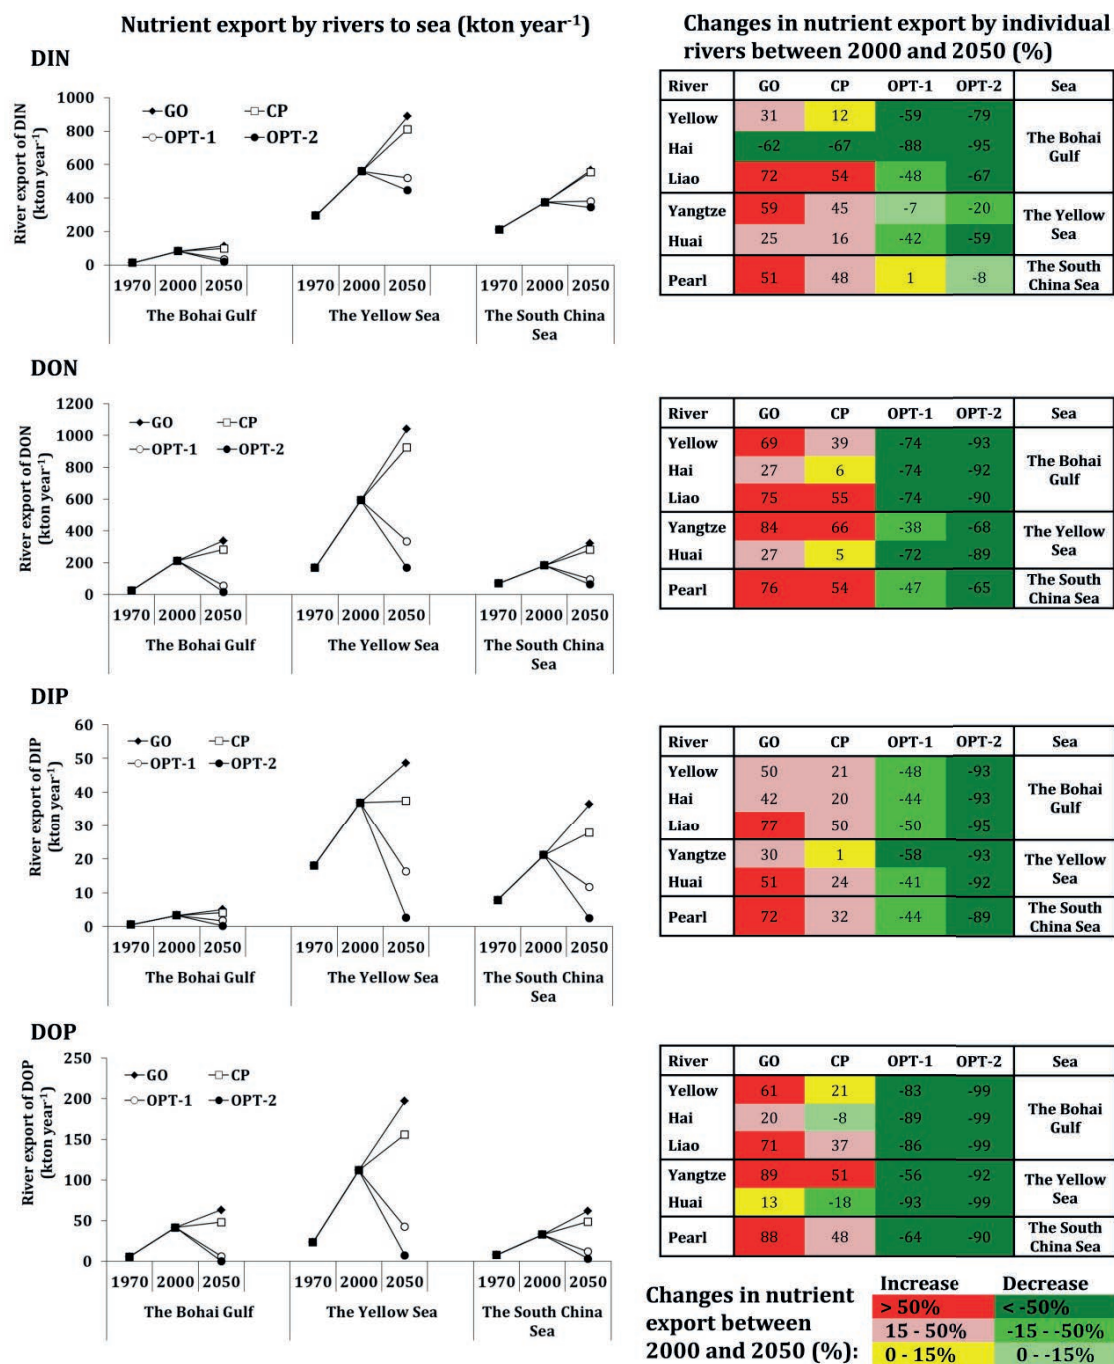 Nutrient export by rivers to sea (kton year⁻¹)
Changes in nutrient export by individual
rivers between 2000 and 2050 (%)
DIN
River export of DIN
(kton year⁻¹)
1000
800
600
400
200
0
GO CP
OPT-1 OPT-2
1970 2000 2050 1970 2000 2050 1970 2000 2050
The Bohai Gulf The Yellow Sea The South China
Sea
River GO CP OPT-1 OPT-2 Sea
Yellow 31 12 -59 -79
Hai -62 -67 -88 -95
Liao 72 54 -48 -67
The Bohai
Gulf
Yangtze 59 45 -7 -20
Huai 25 16 -42 -59
The Yellow
Sea
Pearl 51 48 1 -8
The South
China Sea
DON
River export of DON
(kton year⁻¹)
1200
1000
800
600
400
200
0
GO CP
OPT-1 OPT-2
1970 2000 2050 1970 2000 2050 1970 2000 2050
The Bohai Gulf The Yellow Sea The South China
Sea
River GO CP OPT-1 OPT-2 Sea
Yellow 69 39 -74 -93
Hai 27 6 -74 -92
Liao 75 55 -74 -90
The Bohai
Gulf
Yangtze 84 66 -38 -68
Huai 27 5 -72 -89
The Yellow
Sea
Pearl 76 54 -47 -65
The South
China Sea
DIP
River export of DIP
(kton year⁻¹)
60
50
40
30
20
10
0
GO CP
OPT-1 OPT-2
1970 2000 2050 1970 2000 2050 1970 2000 2050
The Bohai Gulf The Yellow Sea The South China
Sea
River GO CP OPT-1 OPT-2 Sea
Yellow 50 21 -48 -93
Hai 42 20 -44 -93
Liao 77 50 -50 -95
The Bohai
Gulf
Yangtze 30 1 -58 -93
Huai 51 24 -41 -92
The Yellow
Sea
Pearl 72 32 -44 -89
The South
China Sea
DOP
River export of DOP
(kton year⁻¹)
250
200
150
100
50
0
GO CP
OPT-1 OPT-2
1970 2000 2050 1970 2000 2050 1970 2000 2050
The Bohai Gulf The Yellow Sea The South China
Sea
River GO CP OPT-1 OPT-2 Sea
Yellow 61 21 -83 -99
Hai 20 -8 -89 -99
Liao 71 37 -86 -99
The Bohai
Gulf
Yangtze 89 51 -56 -92
Huai 13 -18 -93 -99
The Yellow
Sea
Pearl 88 48 -64 -90
The South
China Sea
Changes in nutrient
export between
2000 and 2050 (%):
Increase Decrease
> 50% < -50%
15 - 50% -15 - -50%
0 - 15% 0 - -15%